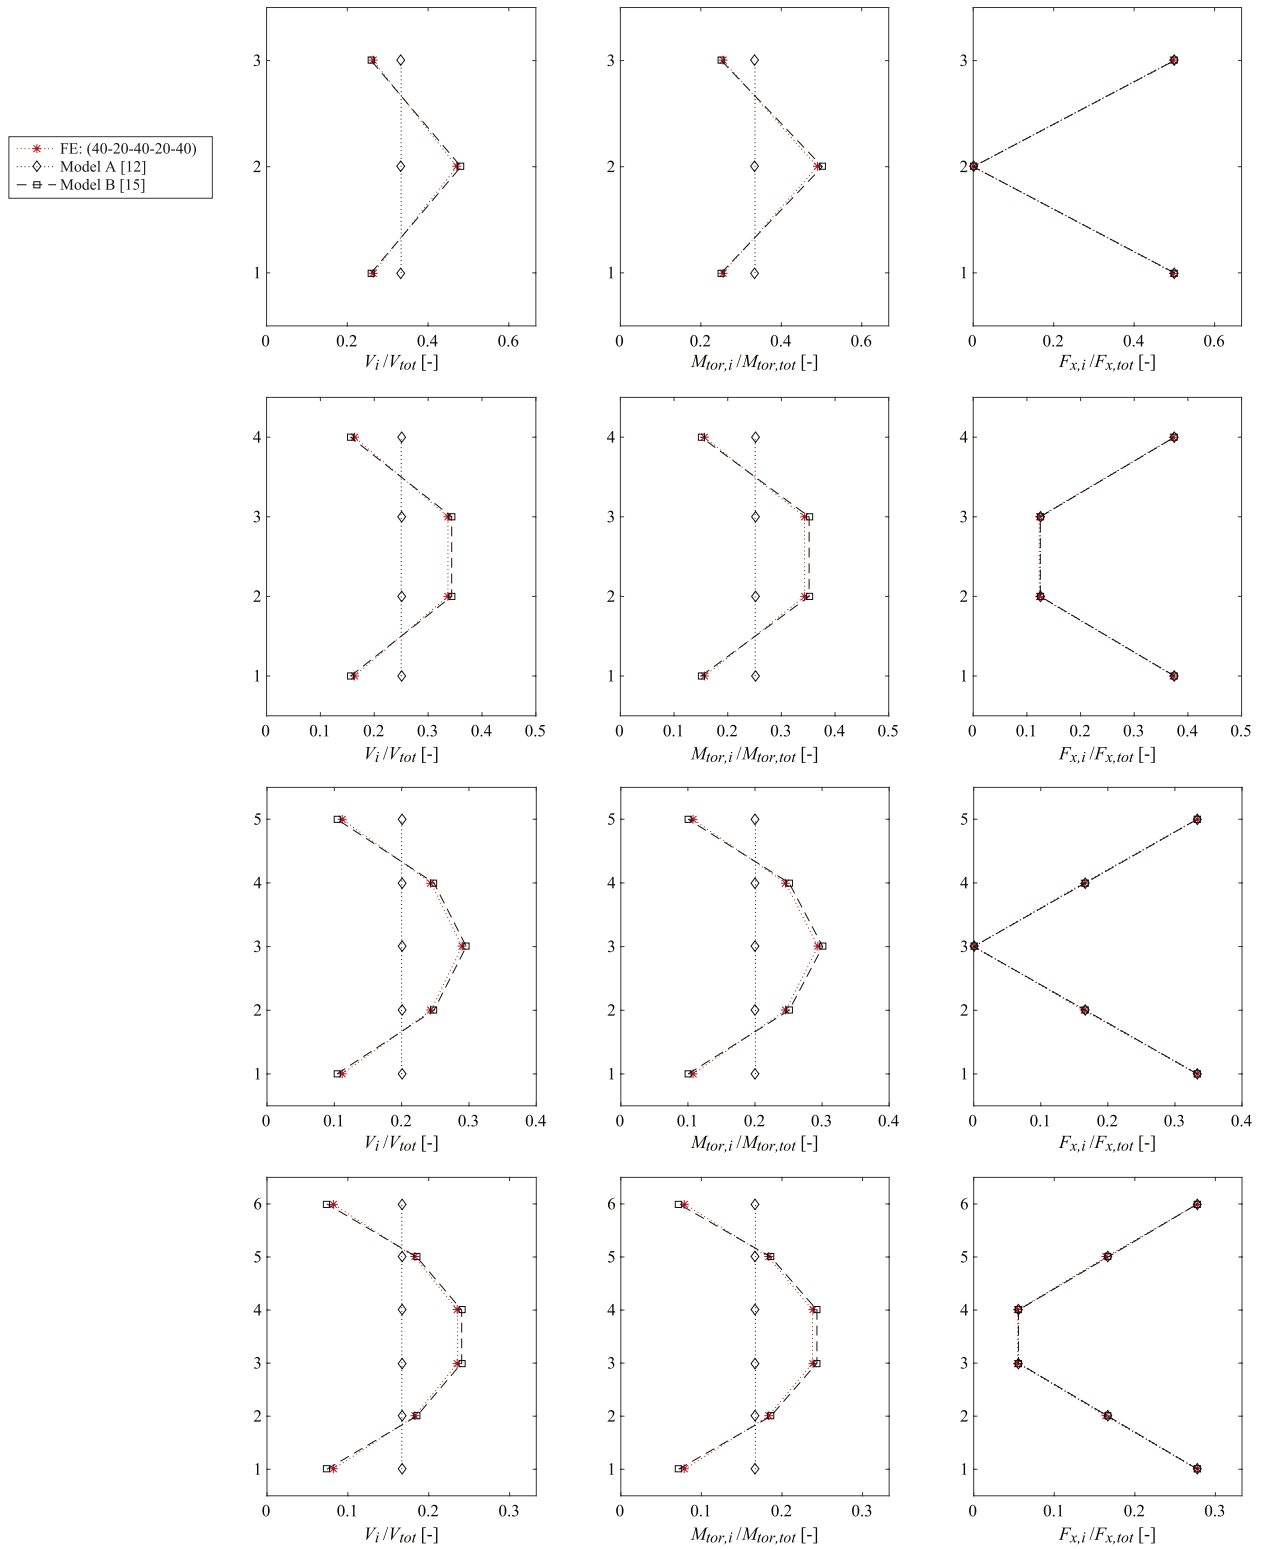 FE: (40-20-40-20-40)
Model A [12]
Model B [15]
3 3 3
2 2 2
1 1 1
0 0.2 0.4 0.6 0 0.2 0.4 0.6 0 0.2 0.4 0.6
V_i/V_tot [-] M_tor,i/M_tor,tot [-] F_x,i/F_x,tot [-]
4 4 4
3 3 3
2 2 2
1 1 1
0 0.1 0.2 0.3 0.4 0.5 0 0.1 0.2 0.3 0.4 0.5 0 0.1 0.2 0.3 0.4 0.5
V_i/V_tot [-] M_tor,i/M_tor,tot [-] F_x,i/F_x,tot [-]
5 5 5
4 4 4
3 3 3
2 2 2
1 1 1
0 0.1 0.2 0.3 0.4 0 0.1 0.2 0.3 0.4 0 0.1 0.2 0.3 0.4
V_i/V_tot [-] M_tor,i/M_tor,tot [-] F_x,i/F_x,tot [-]
6 6 6
5 5 5
4 4 4
3 3 3
2 2 2
1 1 1
0 0.1 0.2 0.3 0 0.1 0.2 0.3 0 0.1 0.2 0.3
V_i/V_tot [-] M_tor,i/M_tor,tot [-] F_x,i/F_x,tot [-]